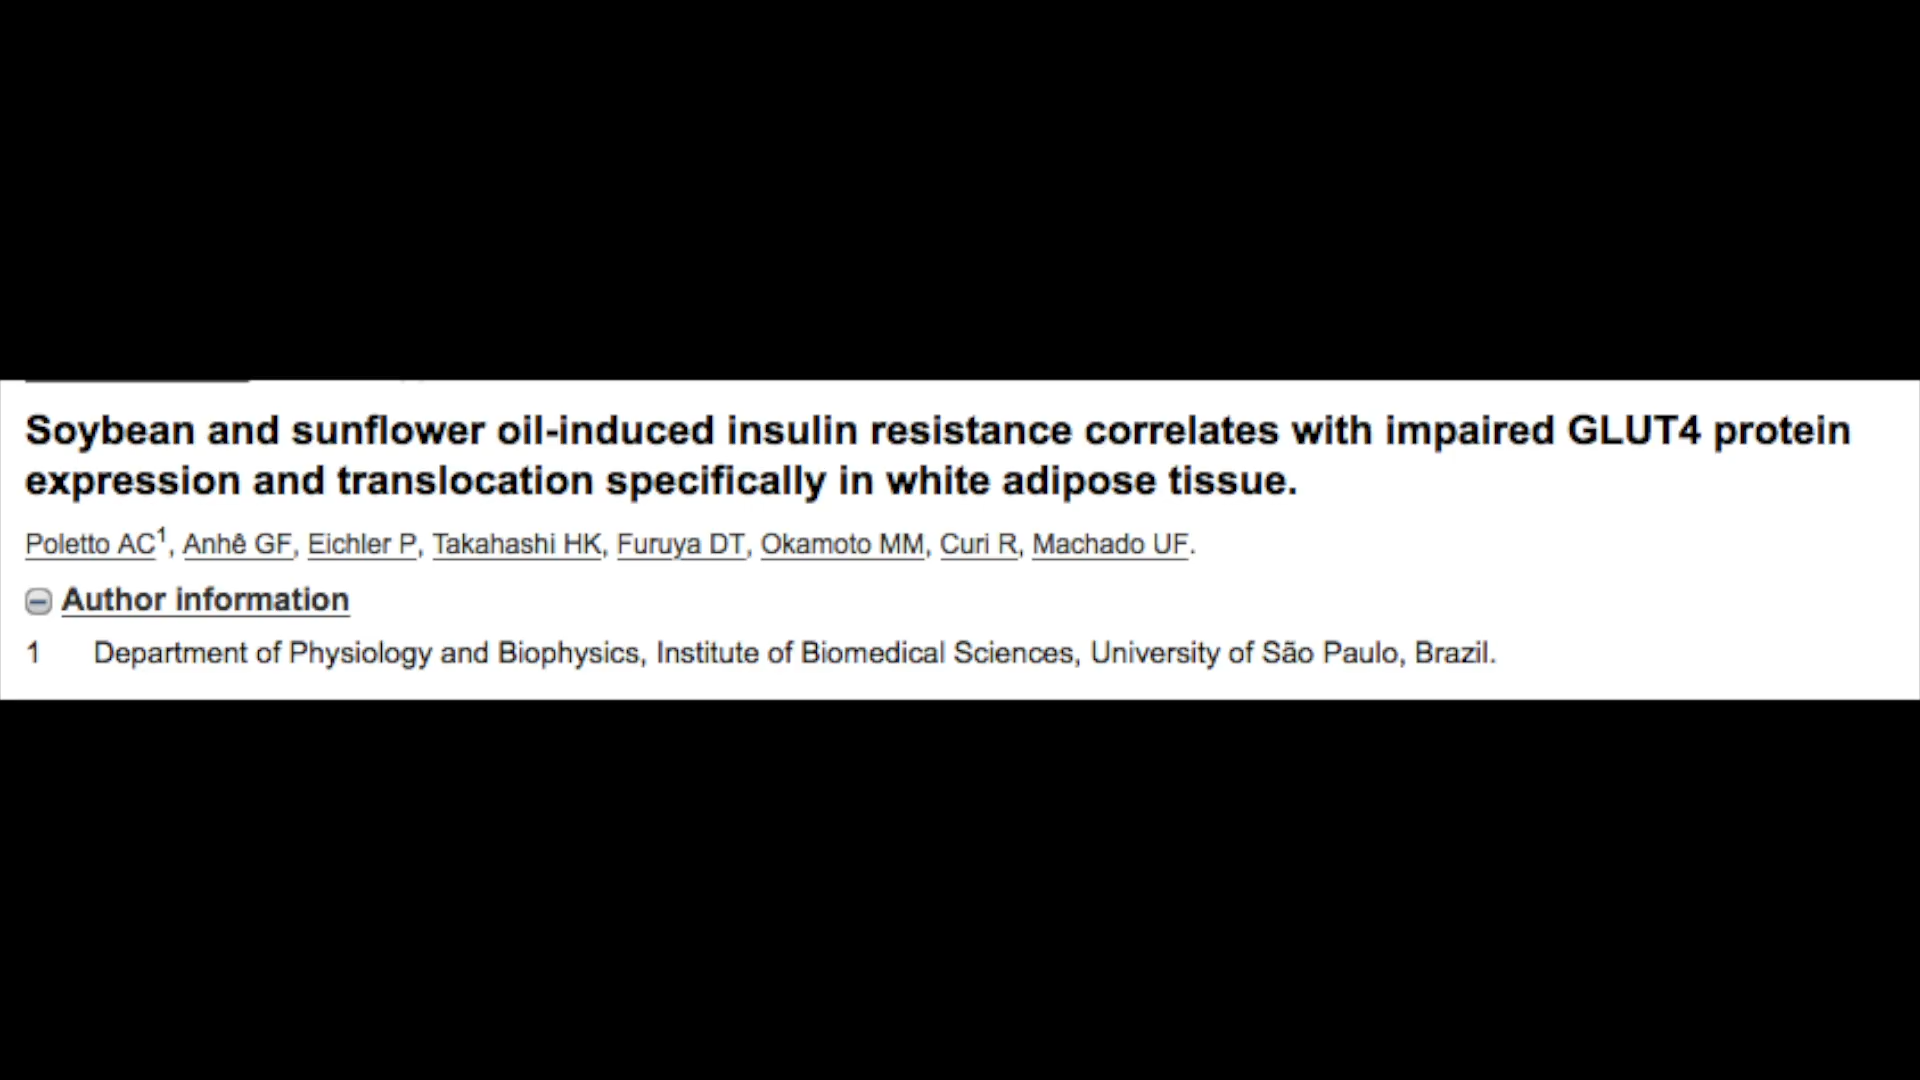 Soybean and sunflower oil-induced insulin resistance correlates with impaired GLUT4 protein
expression and translocation specifically in white adipose tissue.
Poletto AC1, Anhê GF, Eichler P, Takahashi HK, Furuya DT, Okamoto MM, Curi R, Machado UF.
Author information
1 Department of Physiology and Biophysics, Institute of Biomedical Sciences, University of São Paulo, Brazil.